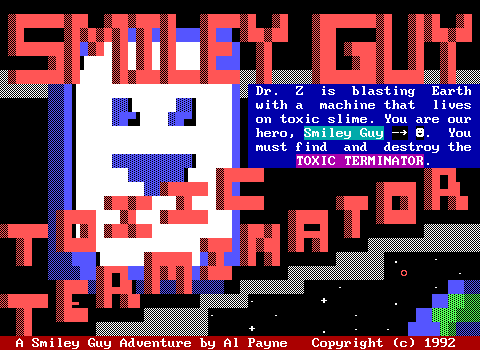 SMILEY GUY
Dr. Z is blasting Earth
with a machine that lives
on toxic slime. You are our
hero, Smiley Guy → ☻. You
must find and destroy the
TOXIC TERMINATOR.
TOXIC
TERMINATOR
A Smiley Guy Adventure by Al Payne Copyright (c) 1992